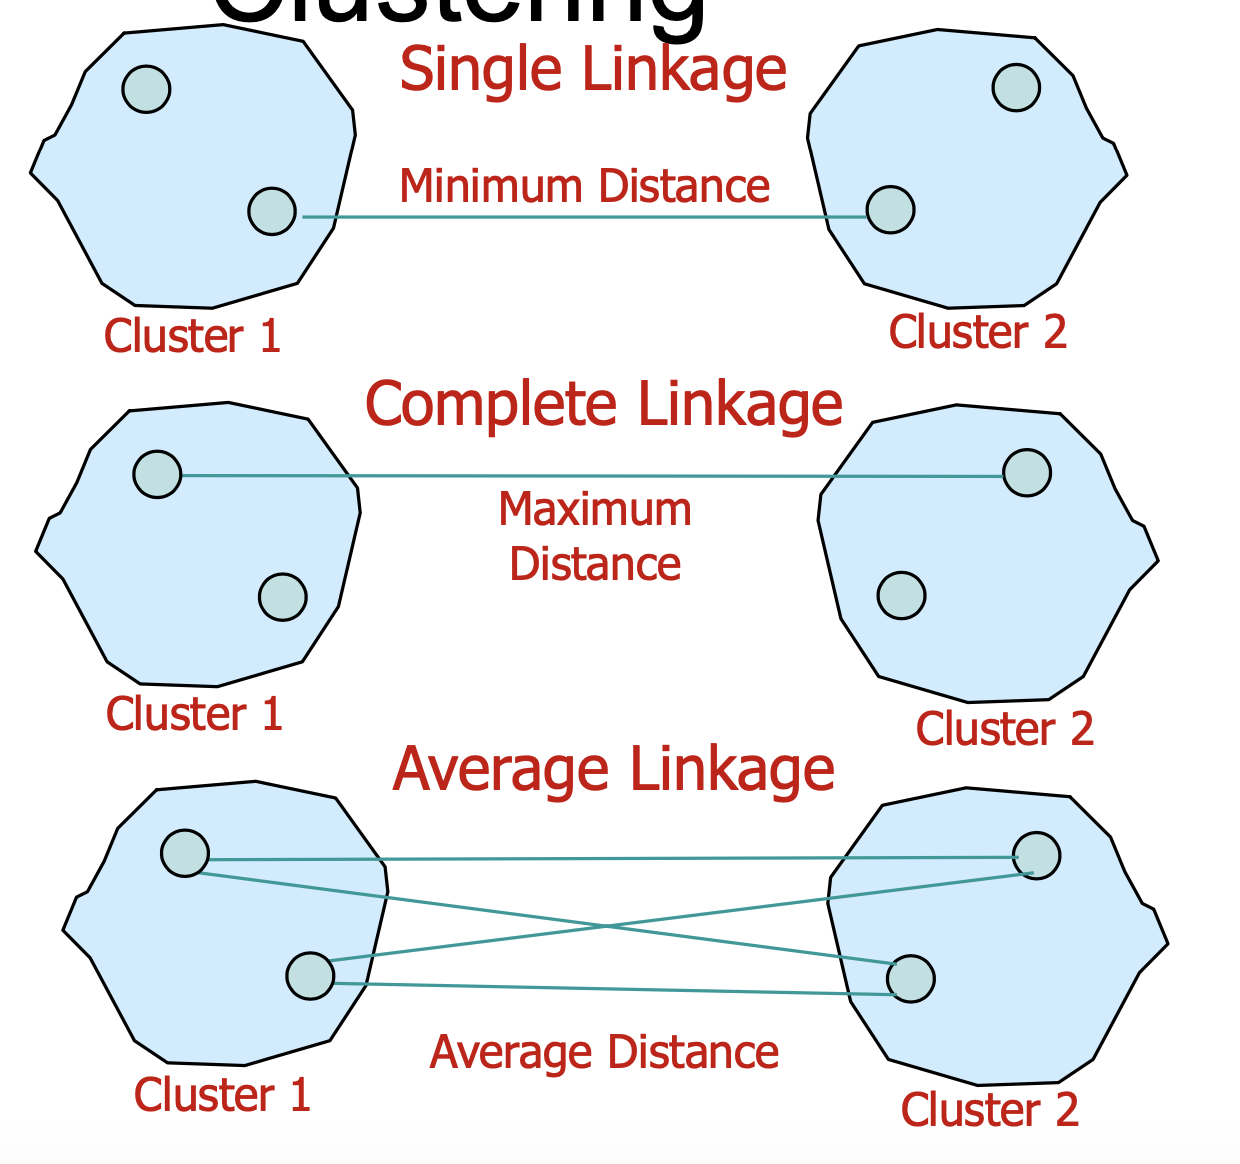 Clustering
Single Linkage
Minimum Distance
Cluster 1
Cluster 2
Complete Linkage
Maximum
Distance
Cluster 1
Cluster 2
Average Linkage
Average Distance
Cluster 1
Cluster 2